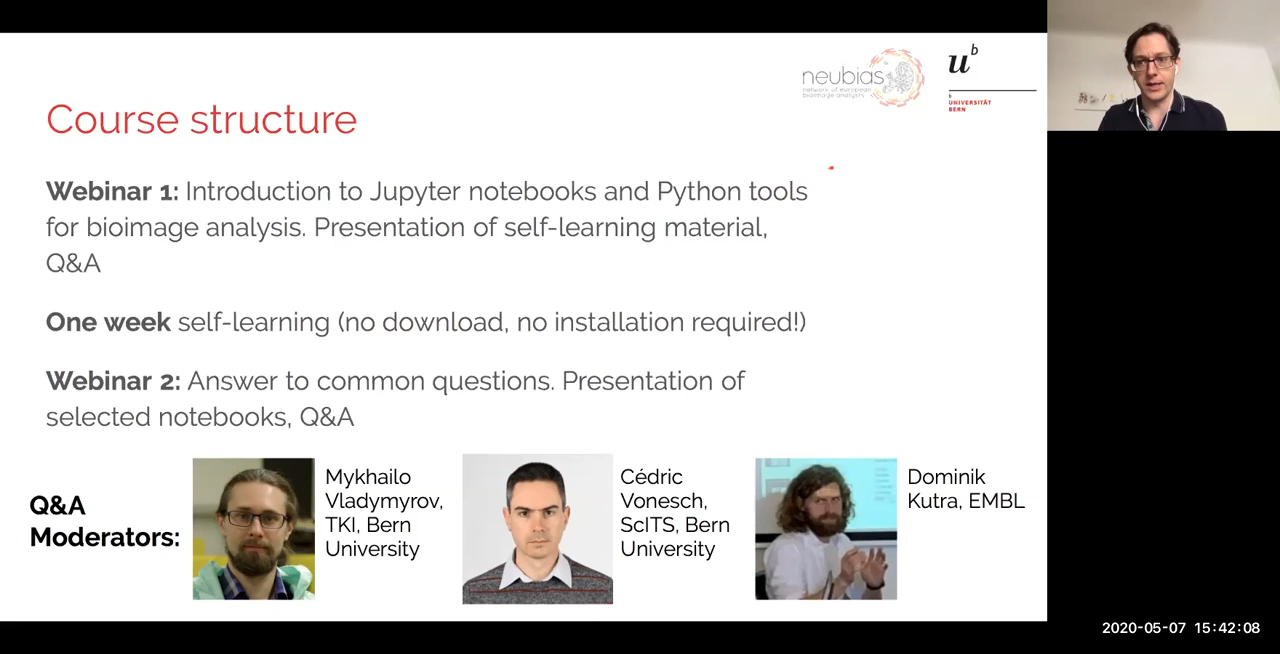 neubias
network of european
bioimage analysts
u b
b
UNIVERSITÄT
BERN
Course structure
Webinar 1: Introduction to Jupyter notebooks and Python tools
for bioimage analysis. Presentation of self-learning material,
Q&A
One week self-learning (no download, no installation required!)
Webinar 2: Answer to common questions. Presentation of
selected notebooks, Q&A
Q&A
Moderators:
Mykhailo
Vladymyrov,
TKI, Bern
University
Cédric
Vonesch,
ScITS, Bern
University
Dominik
Kutra, EMBL
2020-05-07 15:42:08